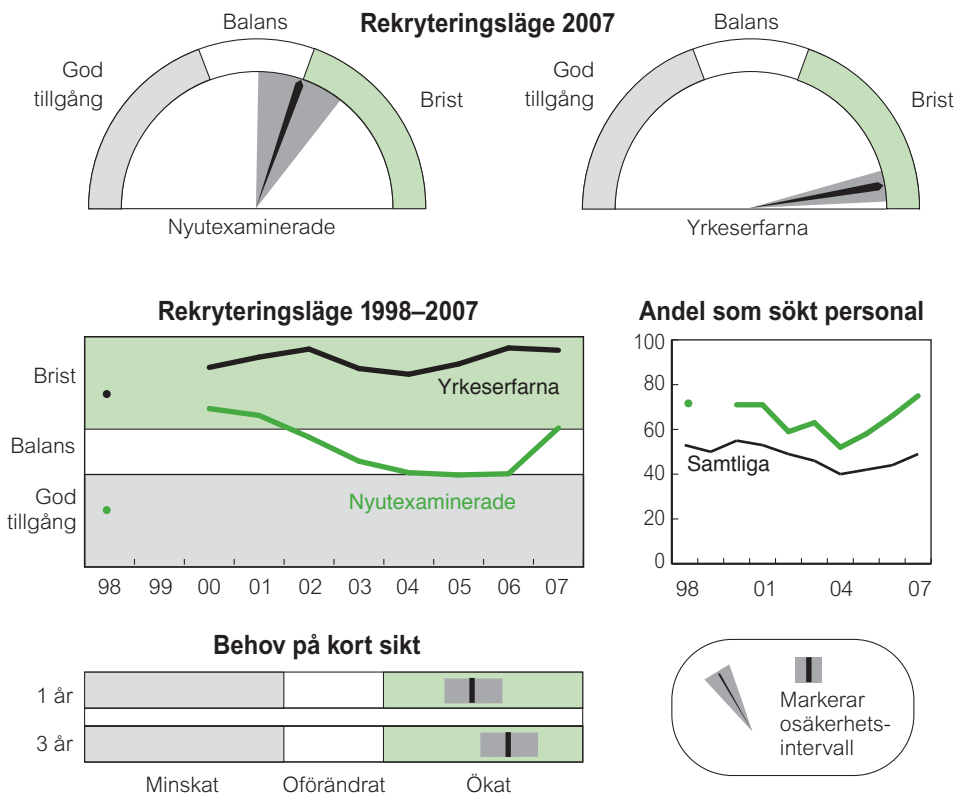 Rekryteringsläge 2007
Balans
God
tillgång
Brist
Nyutexaminerade
Balans
God
tillgång
Brist
Yrkeserfarna
Rekryteringsläge 1998–2007
Brist
Balans
God
tillgång
Yrkeserfarna
Nyutexaminerade
98 99 00 01 02 03 04 05 06 07
Andel som sökt personal
100
80
60
40
20
0
Samtliga
98 01 04 07
Behov på kort sikt
1 år
3 år
Minskat Oförändrat Ökat
Markerar
osäkerhets-
intervall